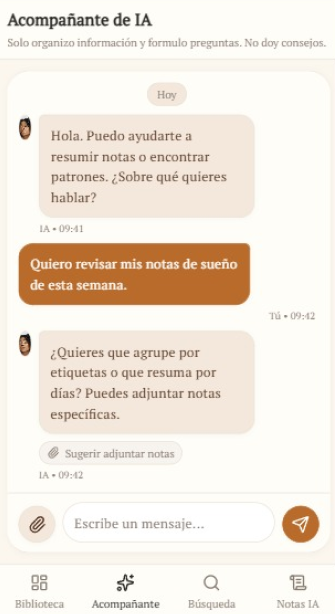 Acompañante de IA
Solo organizo información y formulo preguntas. No doy consejos.
Hoy
Hola. Puedo ayudarte a
resumir notas o encontrar
patrones. ¿Sobre qué quieres
hablar?
IA • 09:41
Quiero revisar mis notas de sueño
de esta semana.
Tú • 09:42
¿Quieres que agrupe por
etiquetas o que resuma por
días? Puedes adjuntar notas
específicas.
Sugerir adjuntar notas
IA • 09:42
Escribe un mensaje...
Biblioteca Acompañante Búsqueda Notas IA